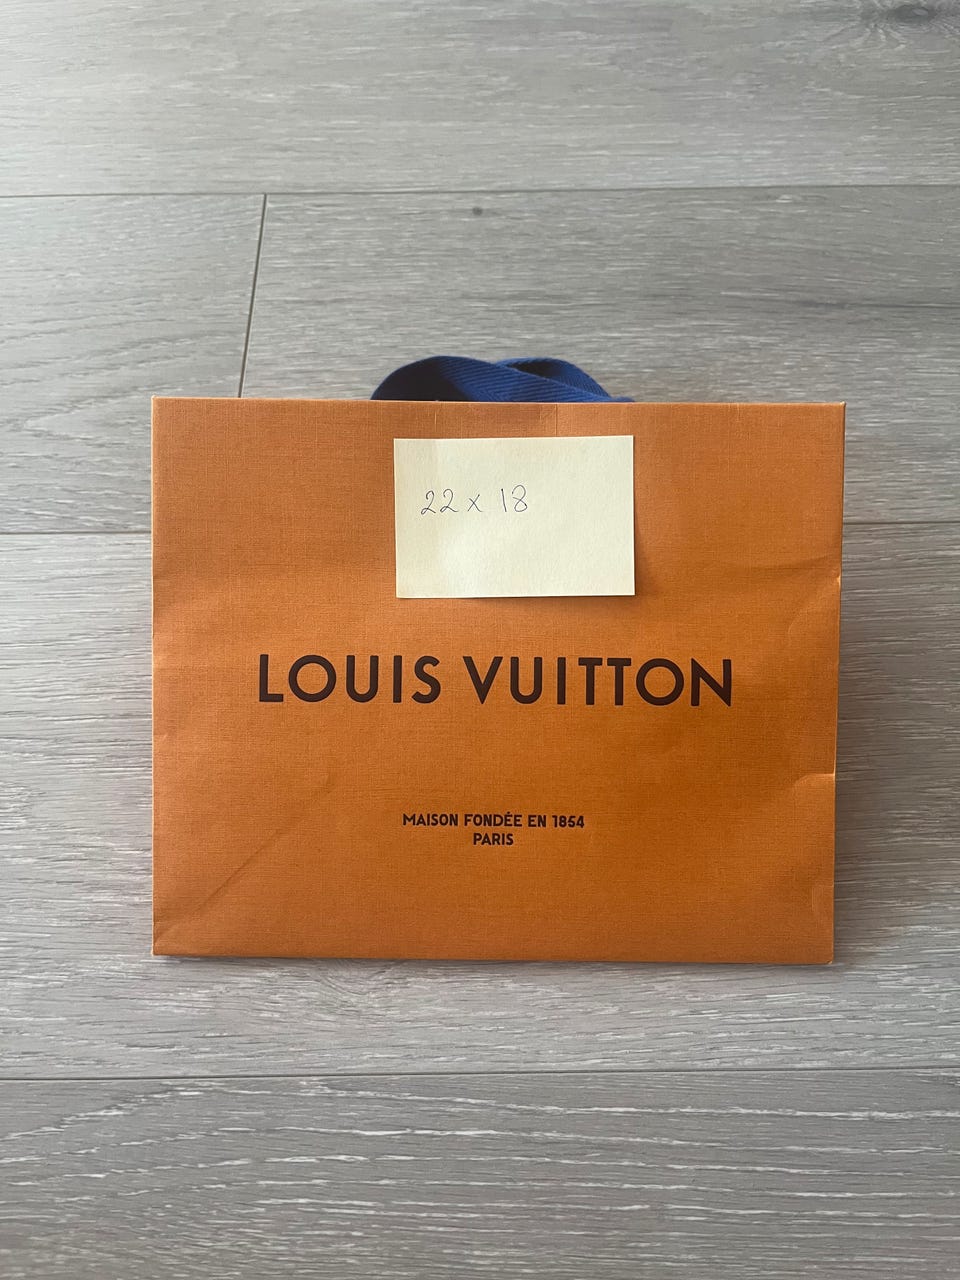 22 x 18
LOUIS VUITTON
MAISON FONDÉE EN 1854
PARIS